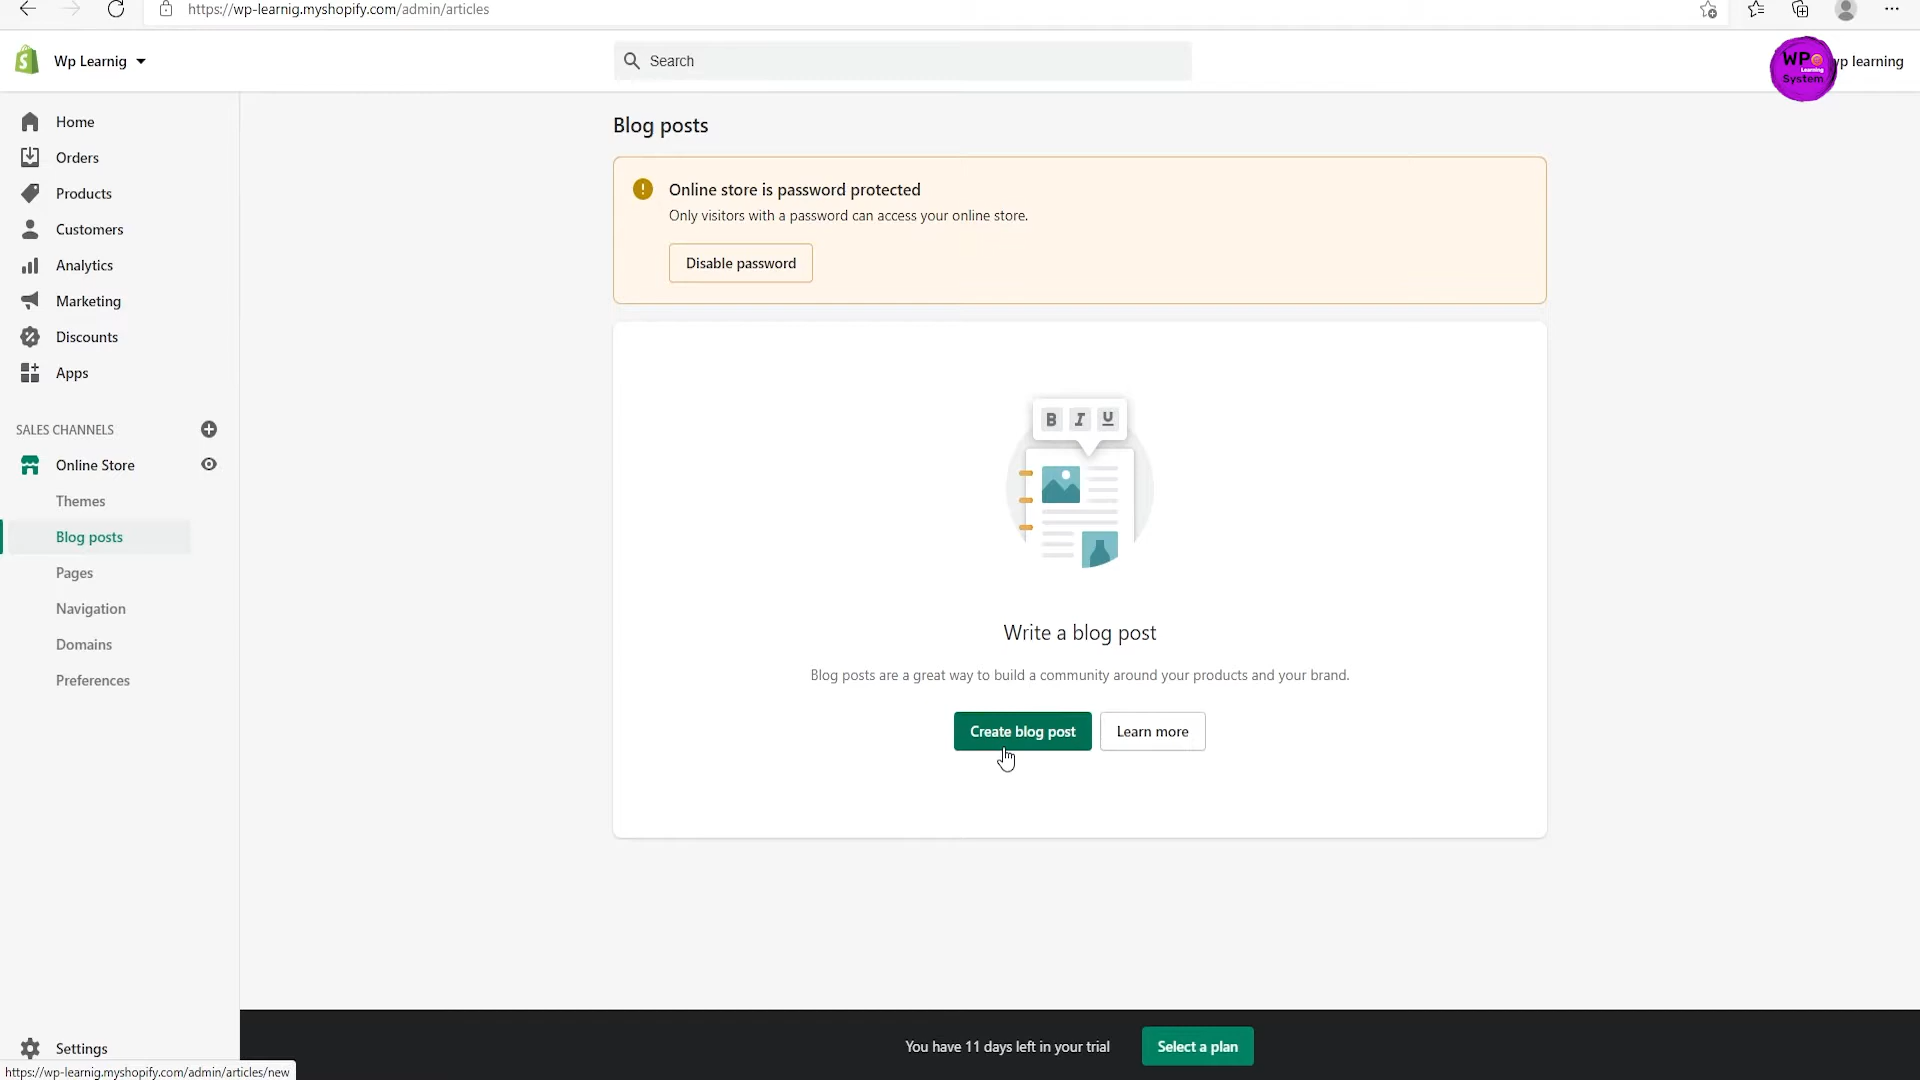 https://wp-learnig.myshopify.com/admin/articles
Wp Learnig
Search
WP
Learning
System
wp learning
Home
Orders
Products
Customers
Analytics
Marketing
Discounts
Apps
SALES CHANNELS
Online Store
Themes
Blog posts
Pages
Navigation
Domains
Preferences
Settings
Blog posts
Online store is password protected
Only visitors with a password can access your online store.
Disable password
B I U
Write a blog post
Blog posts are a great way to build a community around your products and your brand.
Create blog post
Learn more
You have 11 days left in your trial
Select a plan
https://wp-learnig.myshopify.com/admin/articles/new